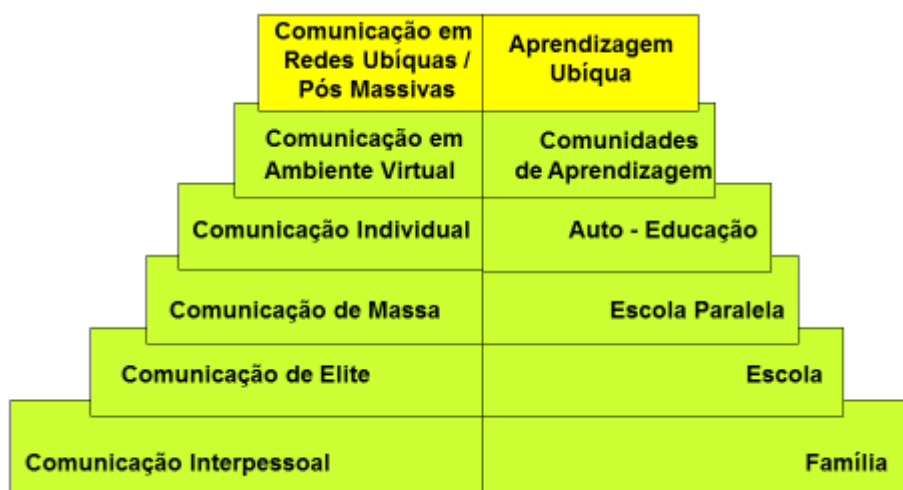 Comunicação em
Redes Ubíquas /
Pós Massivas
Aprendizagem
Ubíqua
Comunicação em
Ambiente Virtual
Comunidades
de Aprendizagem
Comunicação Individual
Auto - Educação
Comunicação de Massa
Escola Paralela
Comunicação de Elite
Escola
Comunicação Interpessoal
Família